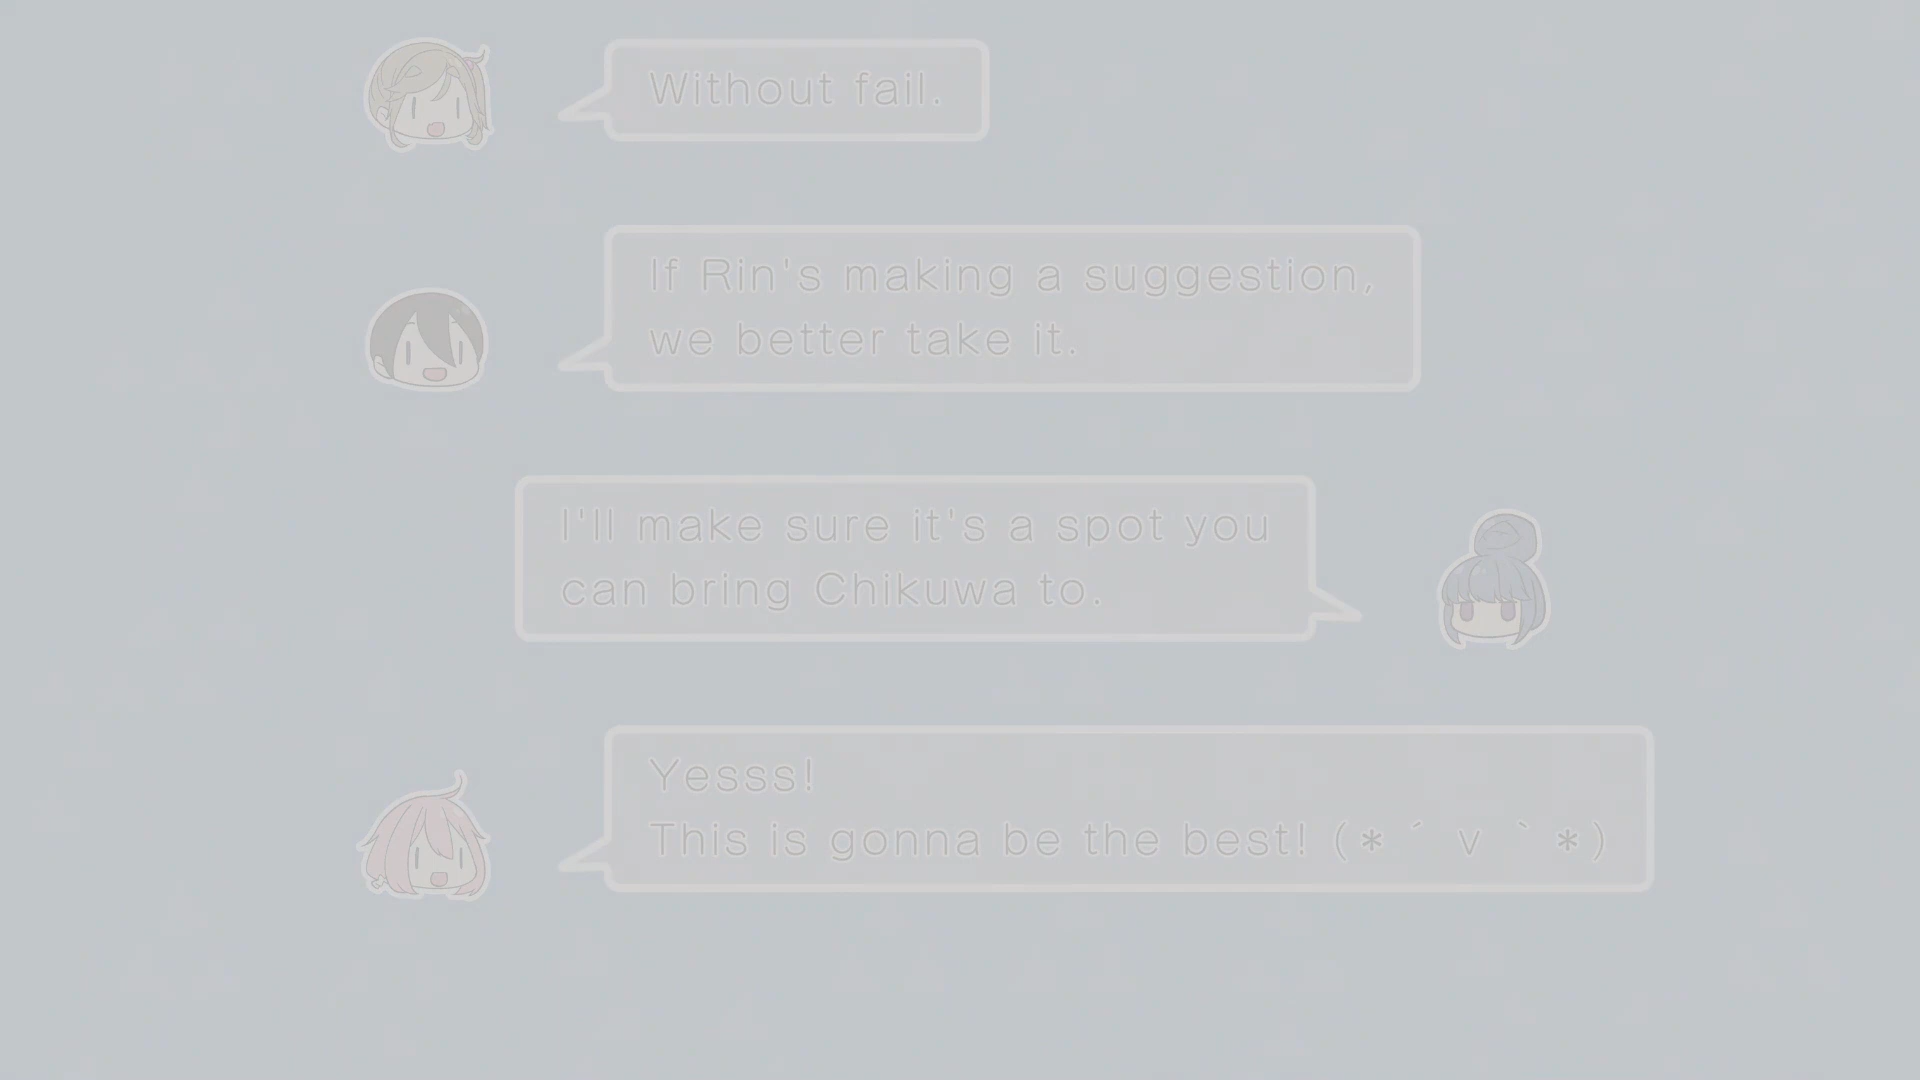 Without fail.
If Rin's making a suggestion,
we better take it.
I'll make sure it's a spot you
can bring Chikuwa to.
Yesss!
This is gonna be the best! (*´ v `*)